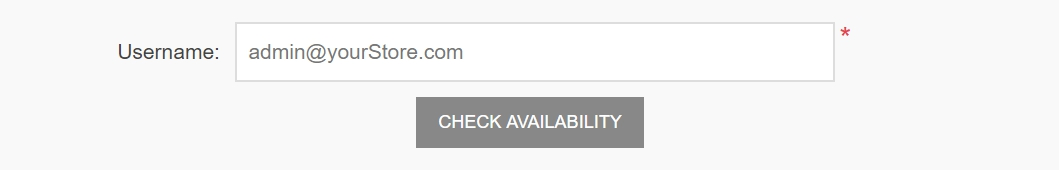 Username: admin@yourStore.com *
CHECK AVAILABILITY